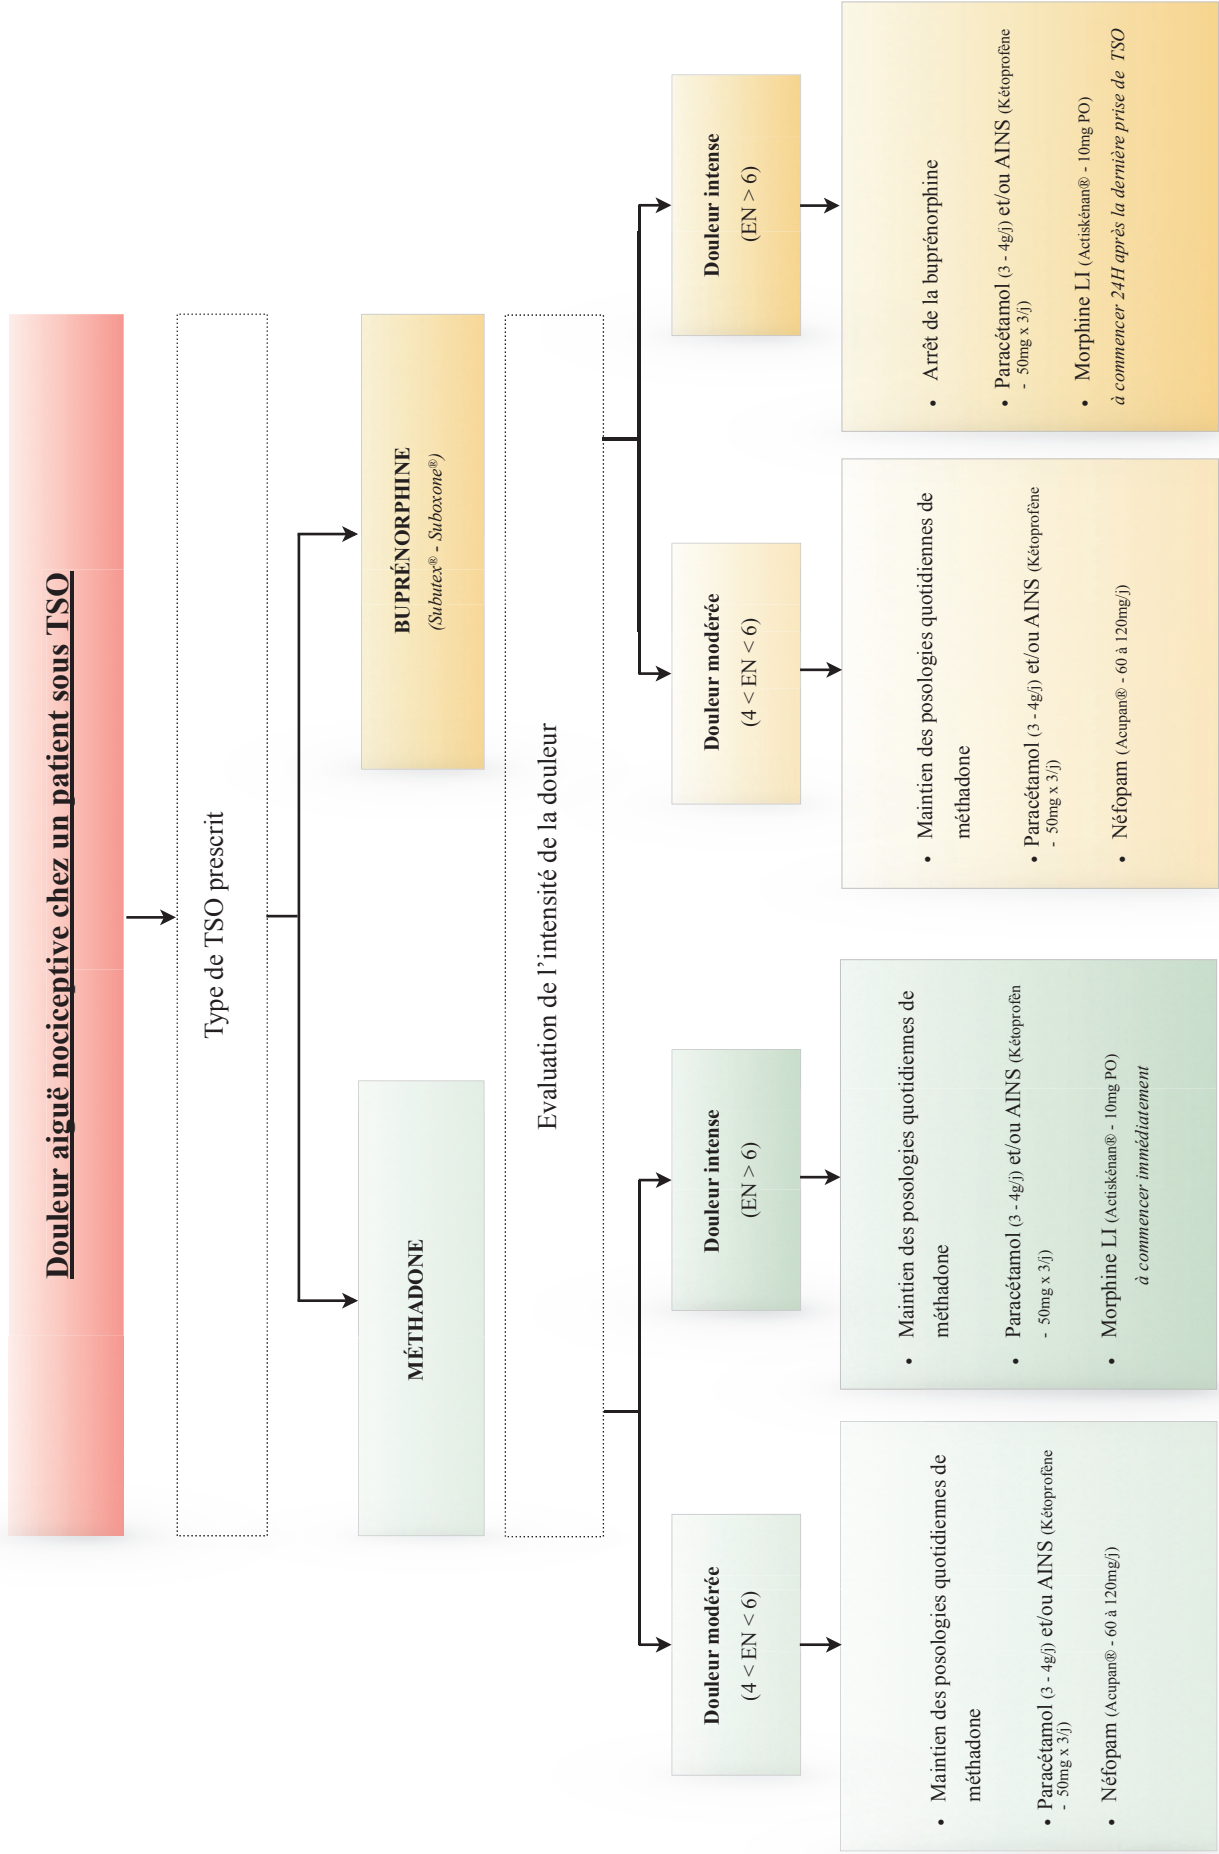 Douleur aiguë nociceptive chez un patient sous TSO
Type de TSO prescrit
MÉTHADONE
BUPRÉNORPHINE
(Subutex® - Suboxone®)
Evaluation de l'intensité de la douleur
Douleur modérée
(4 < EN < 6)
Douleur intense
(EN > 6)
Douleur modérée
(4 < EN < 6)
Douleur intense
(EN > 6)
• Maintien des posologies quotidiennes de
méthadone
• Paracétamol (3 - 4g/j) et/ou AINS (Kétoprofène
- 50mg x 3/j)
• Néfopam (Acupan® - 60 à 120mg/j)
• Maintien des posologies quotidiennes de
méthadone
• Paracétamol (3 - 4g/j) et/ou AINS (Kétoprofèn
- 50mg x 3/j)
• Morphine LI (Actiskénan® - 10mg PO)
à commencer immédiatement
• Maintien des posologies quotidiennes de
méthadone
• Paracétamol (3 - 4g/j) et/ou AINS (Kétoprofène
- 50mg x 3/j)
• Néfopam (Acupan® - 60 à 120mg/j)
• Arrêt de la buprénorphine
• Paracétamol (3 - 4g/j) et/ou AINS (Kétoprofène
- 50mg x 3/j)
• Morphine LI (Actiskénan® - 10mg PO)
à commencer 24H après la dernière prise de TSO